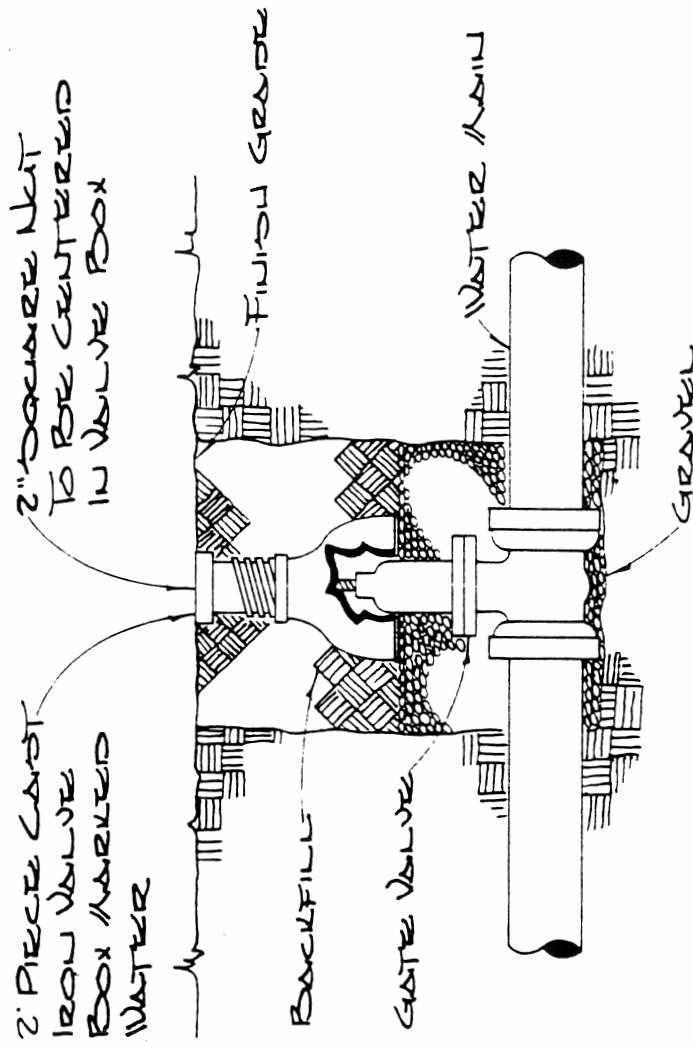 2" SQUARE NUT
TO BE CENTERED
IN VALVE BOX
FINISH GRADE
WATER MAIN
GRAVEL
2' PIECE CAST
IRON VALVE
BOX MARKED
WATER
BACKFILL
GATE VALVE